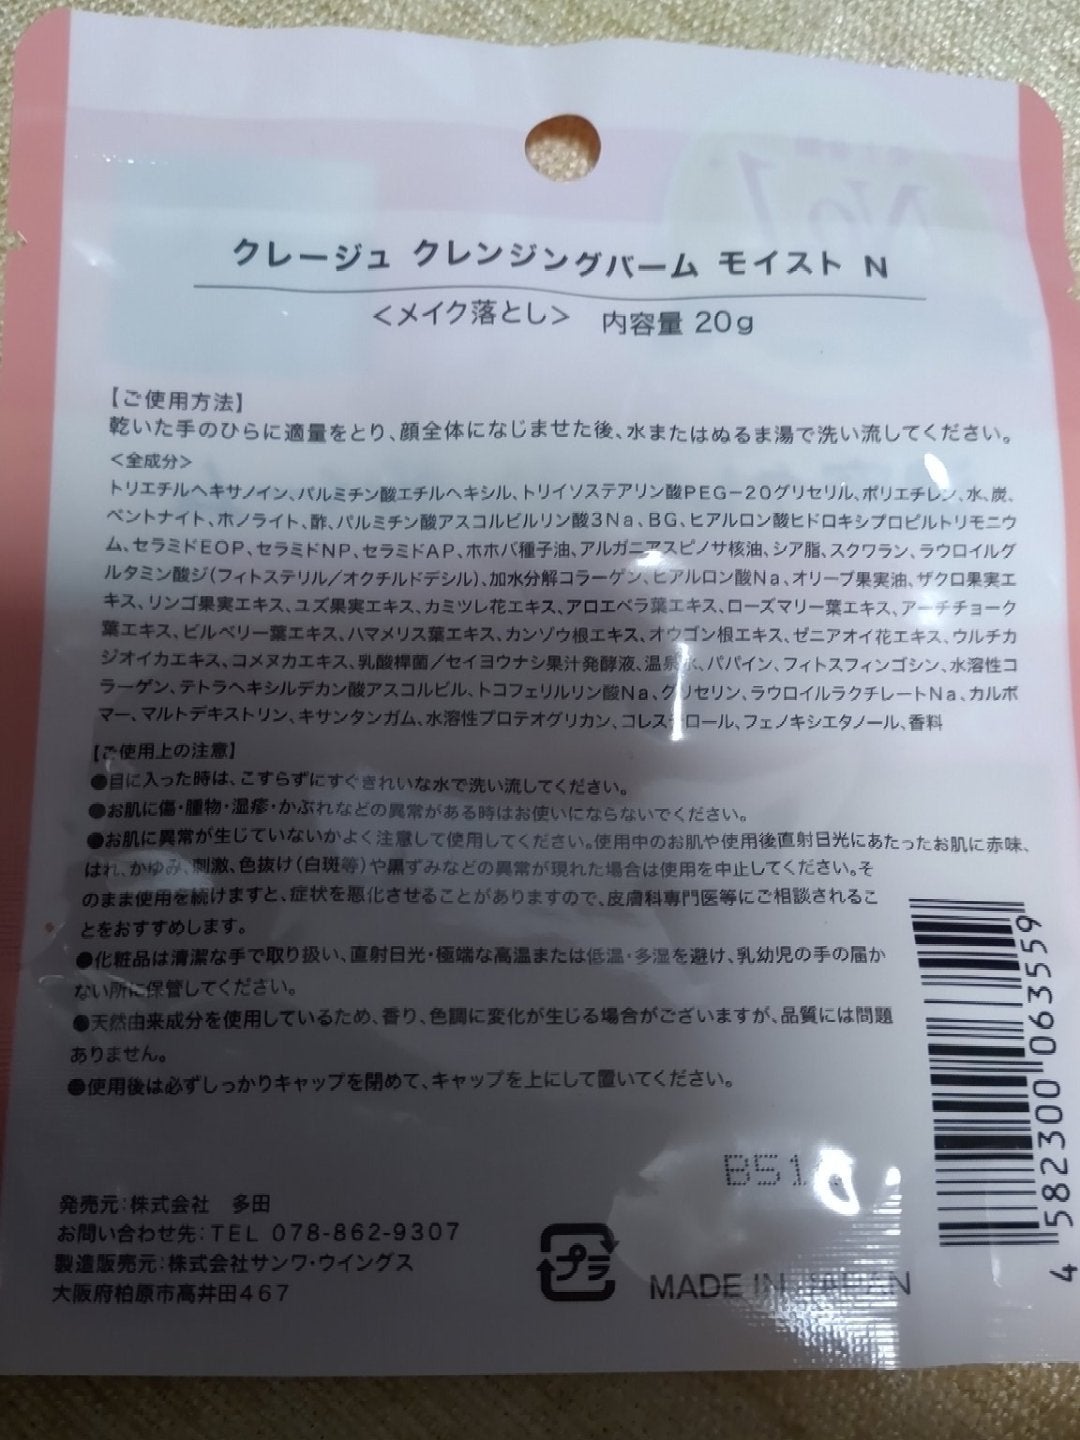 クレージュ クレンジングバーム モイスト N
<メイク落とし> 内容量 20g
【ご使用方法】
乾いた手のひらに適量をとり、顔全体になじませた後、水またはぬるま湯で洗い流してください。
<全成分>
トリエチルヘキサノイン、パルミチン酸エチルヘキシル、トリイソステアリン酸PEG-20グリセリル、ポリエチレン、水、炭、
ベントナイト、ホノライト、酢、パルミチン酸アスコルビルリン酸3Na、BG、ヒアルロン酸ヒドロキシプロピルトリモニウ
ム、セラミドEOP、セラミドNP、セラミドAP、ホホバ種子油、アルガニアスピノサ核油、シア脂、スクワラン、ラウロイルグ
ルタミン酸ジ(フィトステリル/オクチルドデシル)、加水分解コラーゲン、ヒアルロン酸Na、オリーブ果実油、ザクロ果実エ
キス、リンゴ果実エキス、ユズ果実エキス、カミツレ花エキス、アロエベラ葉エキス、ローズマリー葉エキス、アーチチョーク
葉エキス、ビルベリー葉エキス、ハマメリス葉エキス、カンゾウ根エキス、オウゴン根エキス、ゼニアオイ花エキス、ウルチカ
ジオイカエキス、コメヌカエキス、乳酸桿菌/セイヨウナシ果汁発酵液、温泉水、パパイン、フィトスフィンゴシン、水溶性コ
ラーゲン、テトラヘキシルデカン酸アスコルビル、トコフェリルリン酸Na、グリセリン、ラウロイルラクチレートNa、カルボ
マー、マルトデキストリン、キサンタンガム、水溶性プロテオグリカン、コレステロール、フェノキシエタノール、香料
【ご使用上の注意】
●目に入った時は、こすらずにすぐきれいな水で洗い流してください。
●お肌に傷・腫物・湿疹・かぶれなどの異常がある時はお使いにならないでください。
●お肌に異常が生じていないかよく注意して使用してください。使用中のお肌や使用後直射日光にあたったお肌に赤味、
はれ、かゆみ、刺激、色抜け(白斑等)や黒ずみなどの異常が現れた場合は使用を中止してください。そ
のまま使用を続けますと、症状を悪化させることがありますので、皮膚科専門医等にご相談されるこ
とをおすすめします。
●化粧品は清潔な手で取り扱い、直射日光・極端な高温または低温・多湿を避け、乳幼児の手の届か
ない所に保管してください。
●天然由来成分を使用しているため、香り、色調に変化が生じる場合がございますが、品質には問題
ありません。
●使用後は必ずしっかりキャップを閉めて、キャップを上にして置いてください。
発売元:株式会社 多田
お問い合わせ先:TEL 078-862-9307
製造販売元:株式会社サンワ・ウイングス
大阪府柏原市高井田467
プラ
MADE IN JAPAN
4 582300 063559